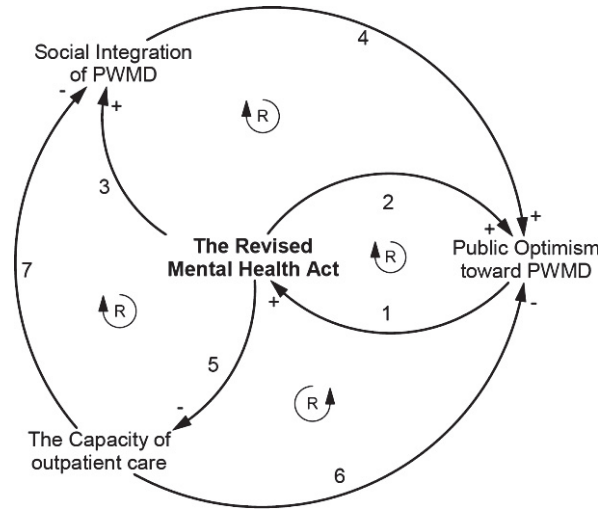 4
Social Integration
of PWMD
-
+
R
3
2
+
+
The Revised
Mental Health Act
R
Public Optimism
toward PWMD
7
+
-
R
1
5
-
R
The Capacity of
outpatient care
6